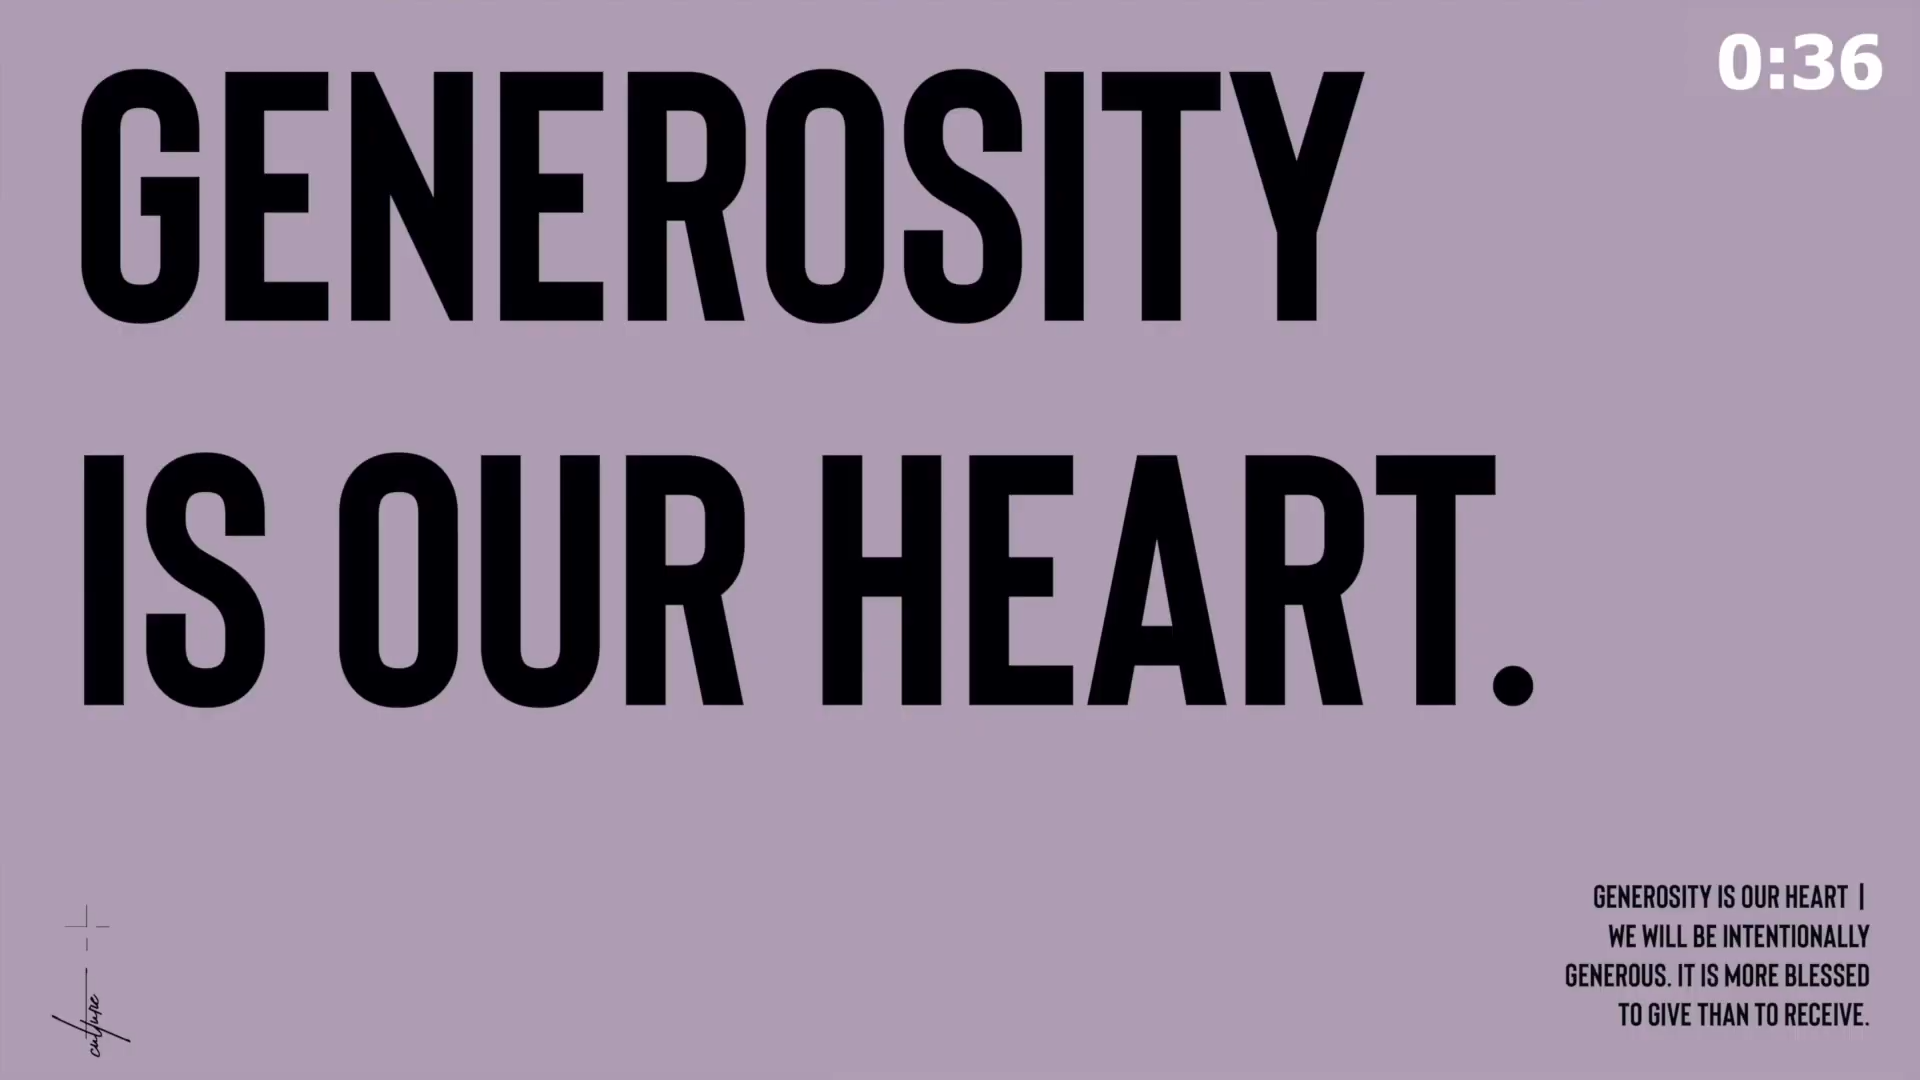 0:36
GENEROSITY
IS OUR HEART.
GENEROSITY IS OUR HEART |
WE WILL BE INTENTIONALLY
GENEROUS. IT IS MORE BLESSED
TO GIVE THAN TO RECEIVE.
culture